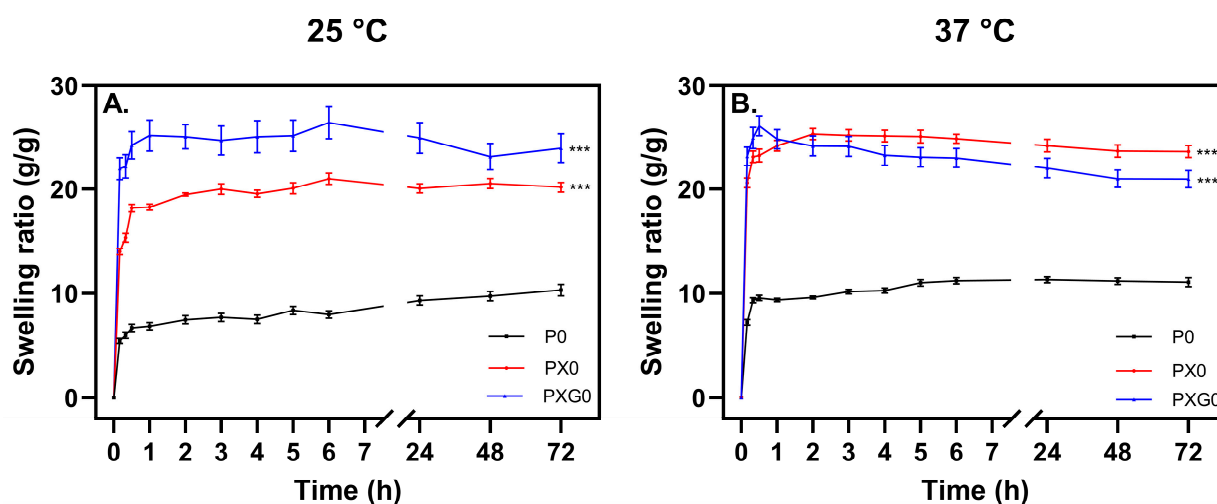 25 °C
37 °C
A.
Swelling ratio (g/g)
30
20
10
0
P0
PX0
PXG0
***
***
0 1 2 3 4 5 6 7 24 48 72
Time (h)
B.
Swelling ratio (g/g)
30
20
10
0
P0
PX0
PXG0
***
***
0 1 2 3 4 5 6 7 24 48 72
Time (h)